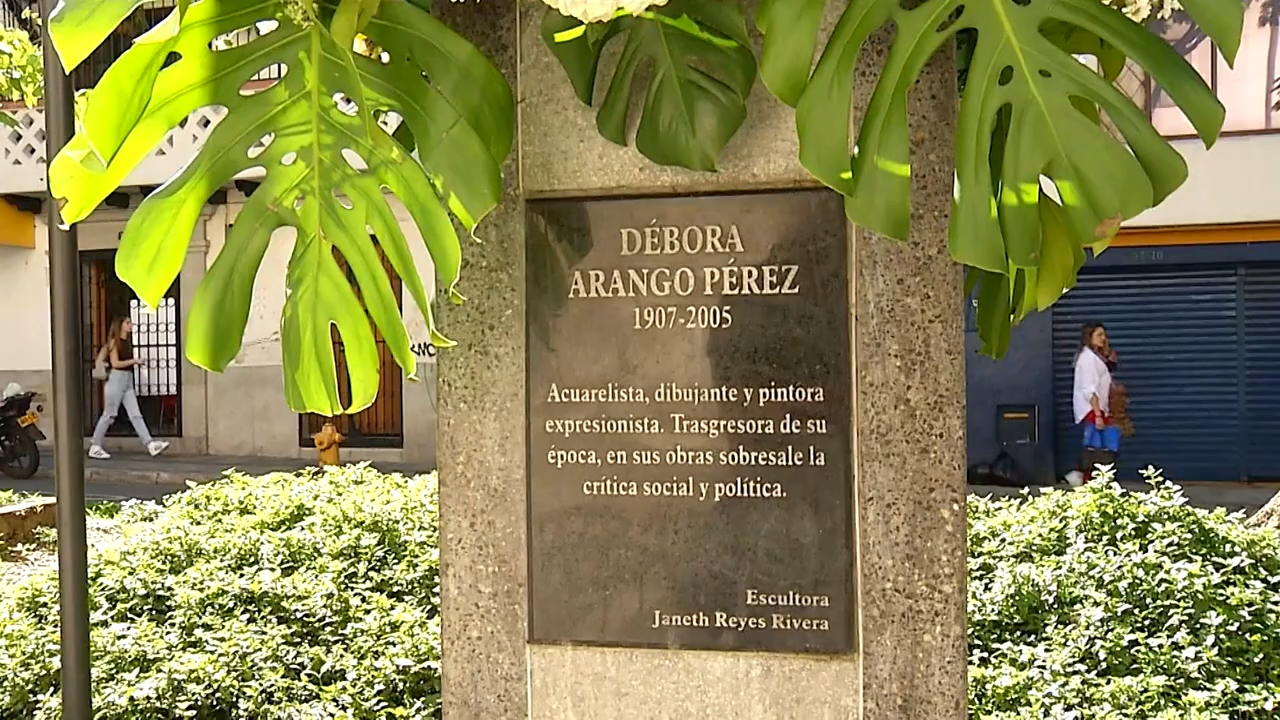 DÉBORA
ARANGO PÉREZ
1907-2005
Acuarelista, dibujante y pintora
expresionista. Trasgresora de su
época, en sus obras sobresale la
crítica social y política.
Escultora
Janeth Reyes Rivera